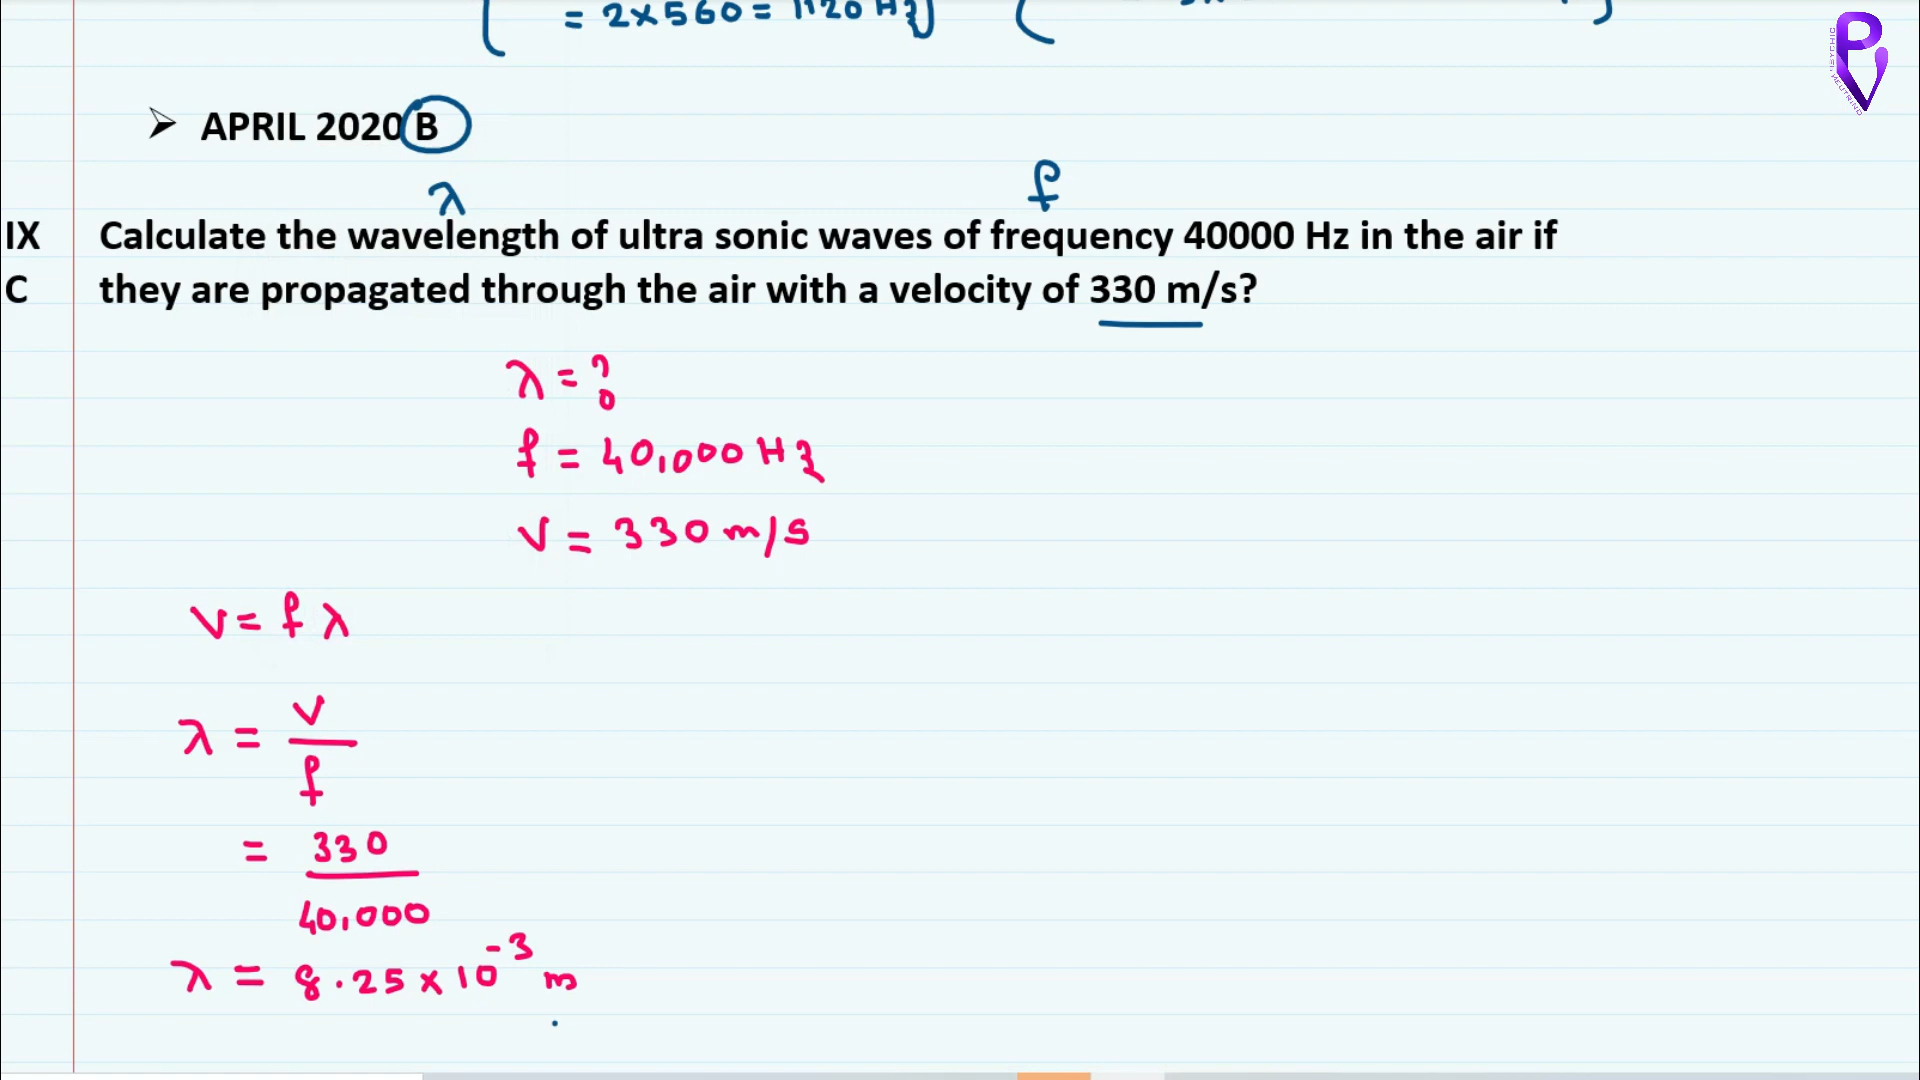 = 2×560 = 1120 Hz
➢ APRIL 2020 B
λ f
IX Calculate the wavelength of ultra sonic waves of frequency 40000 Hz in the air if
C they are propagated through the air with a velocity of 330 m/s?
λ = ?
f = 40,000 Hz
V = 330 m/s
V = f λ
λ = V
f
= 330
40,000
λ = 8.25 × 10⁻³ m
PSYCHIC
NEUTRINO